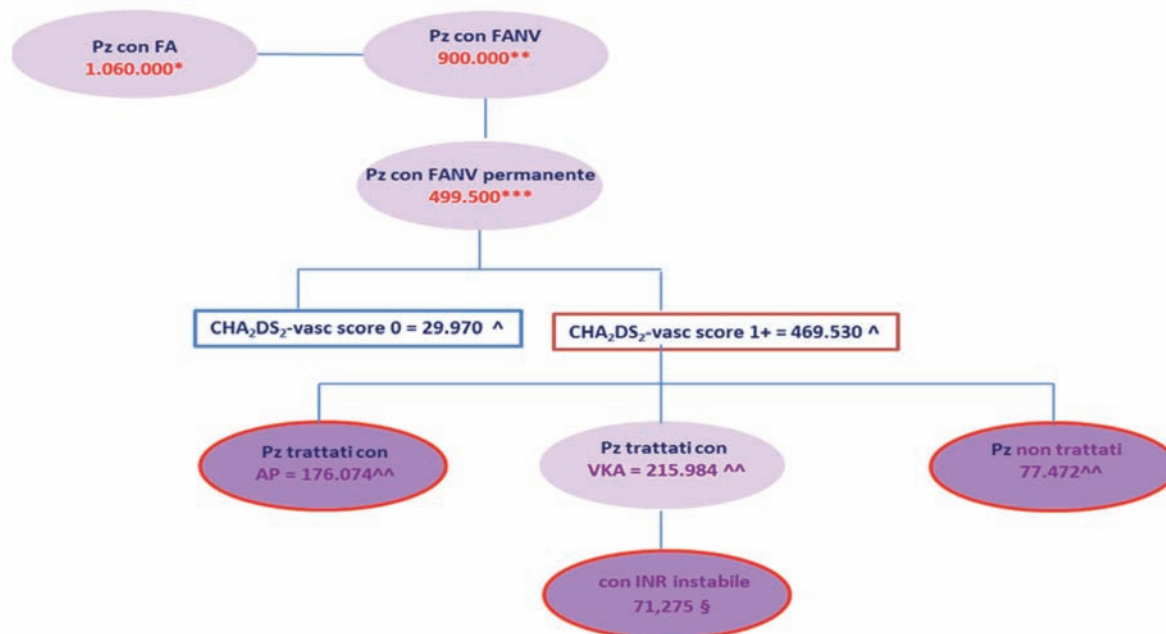 Pz con FA
1.060.000*
Pz con FANV
900.000**
Pz con FANV permanente
499.500***
CHA₂DS₂-vasc score 0 = 29.970 ^
CHA₂DS₂-vasc score 1+ = 469.530 ^
Pz trattati con
AP = 176.074^^
Pz trattati con
VKA = 215.984 ^^
Pz non trattati
77.472^^
con INR instabile
71,275 §